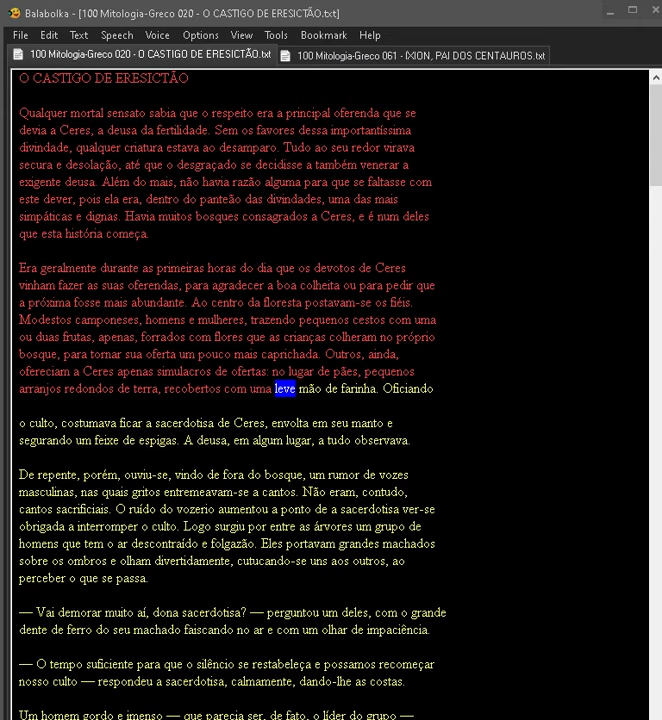 Balabolka - [100 Mitologia-Greco 020 - O CASTIGO DE ERESICTÃO.txt]
File Edit Text Speech Voice Options View Tools Bookmark Help
100 Mitologia-Greco 020 - O CASTIGO DE ERESICTÃO.txt 100 Mitologia-Greco 061 - ÍXION, PAI DOS CENTAUROS.txt
O CASTIGO DE ERESICTÃO
Qualquer mortal sensato sabia que o respeito era a principal oferenda que se
devia a Ceres, a deusa da fertilidade. Sem os favores dessa importantíssima
divindade, qualquer criatura estava ao desamparo. Tudo ao seu redor virava
secura e desolação, até que o desgraçado se decidisse a também venerar a
exigente deusa. Além do mais, não havia razão alguma para que se faltasse com
este dever, pois ela era, dentro do panteão das divindades, uma das mais
simpáticas e dignas. Havia muitos bosques consagrados a Ceres, e é num deles
que esta história começa.
Era geralmente durante as primeiras horas do dia que os devotos de Ceres
vinham fazer as suas oferendas, para agradecer a boa colheita ou para pedir que
a próxima fosse mais abundante. Ao centro da floresta postavam-se os fiéis.
Modestos camponeses, homens e mulheres, trazendo pequenos cestos com uma
ou duas frutas, apenas, forrados com flores que as crianças colheram no próprio
bosque, para tornar sua oferta um pouco mais caprichada. Outros, ainda,
ofereciam a Ceres apenas simulacros de ofertas: no lugar de pães, pequenos
arranjos redondos de terra, recobertos com uma leve mão de farinha. Oficiando
o culto, costumava ficar a sacerdotisa de Ceres, envolta em seu manto e
segurando um feixe de espigas. A deusa, em algum lugar, a tudo observava.
De repente, porém, ouviu-se, vindo de fora do bosque, um rumor de vozes
masculinas, nas quais gritos entremeavam-se a cantos. Não eram, contudo,
cantos sacrificiais. O ruído do vozerio aumentou a ponto de a sacerdotisa ver-se
obrigada a interromper o culto. Logo surgiu por entre as árvores um grupo de
homens que tem o ar descontraído e folgazão. Eles portavam grandes machados
sobre os ombros e olham divertidamente, cutucando-se uns aos outros, ao
perceber o que se passa.
— Vai demorar muito aí, dona sacerdotisa? — perguntou um deles, com o grande
dente de ferro do seu machado faiscando no ar e com um olhar de impaciência.
— O tempo suficiente para que o silêncio se restabeleça e possamos recomeçar
nosso culto — respondeu a sacerdotisa, calmamente, dando-lhe as costas.
Um homem gordo e imenso — que parecia ser, de fato, o líder do grupo —